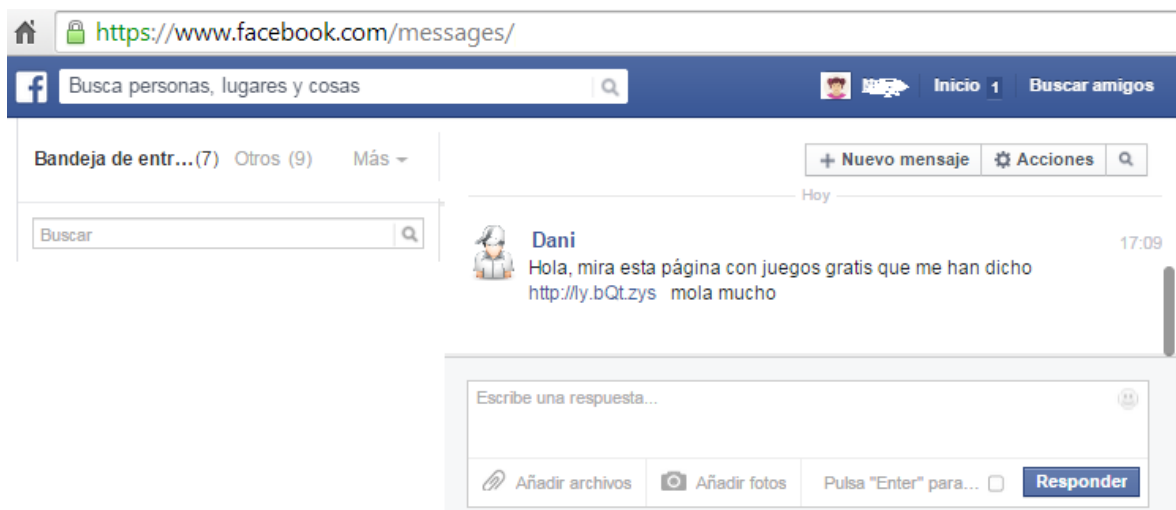 https://www.facebook.com/messages/
f Busca personas, lugares y cosas Inicio 1 Buscar amigos
Bandeja de entr...(7) Otros (9) Más
+ Nuevo mensaje Acciones
Hoy
Buscar
Dani 17:09
Hola, mira esta página con juegos gratis que me han dicho
http://ly.bQt.zys mola mucho
Escribe una respuesta...
Añadir archivos Añadir fotos Pulsa "Enter" para... Responder